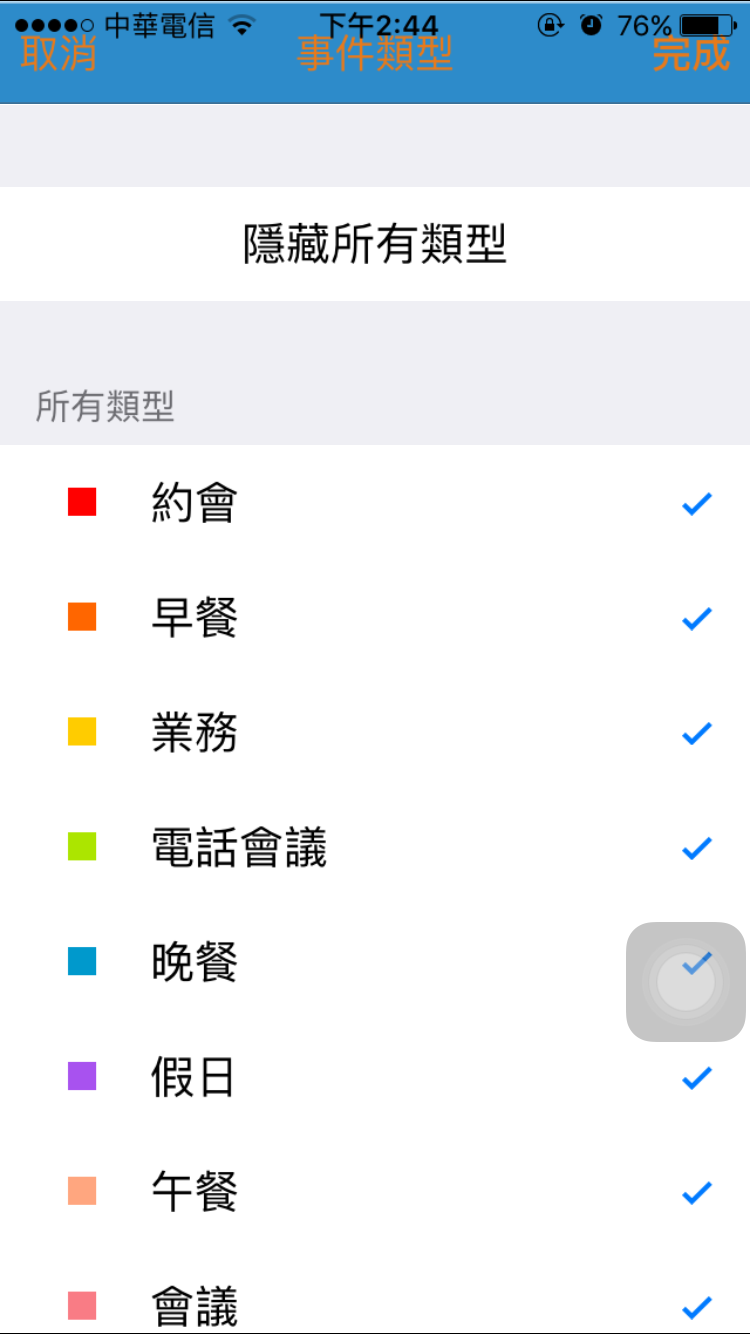 中華電信 下午2:44 76%
取消 事件類型 完成
隱藏所有類型
所有類型
約會
早餐
業務
電話會議
晚餐
假日
午餐
會議